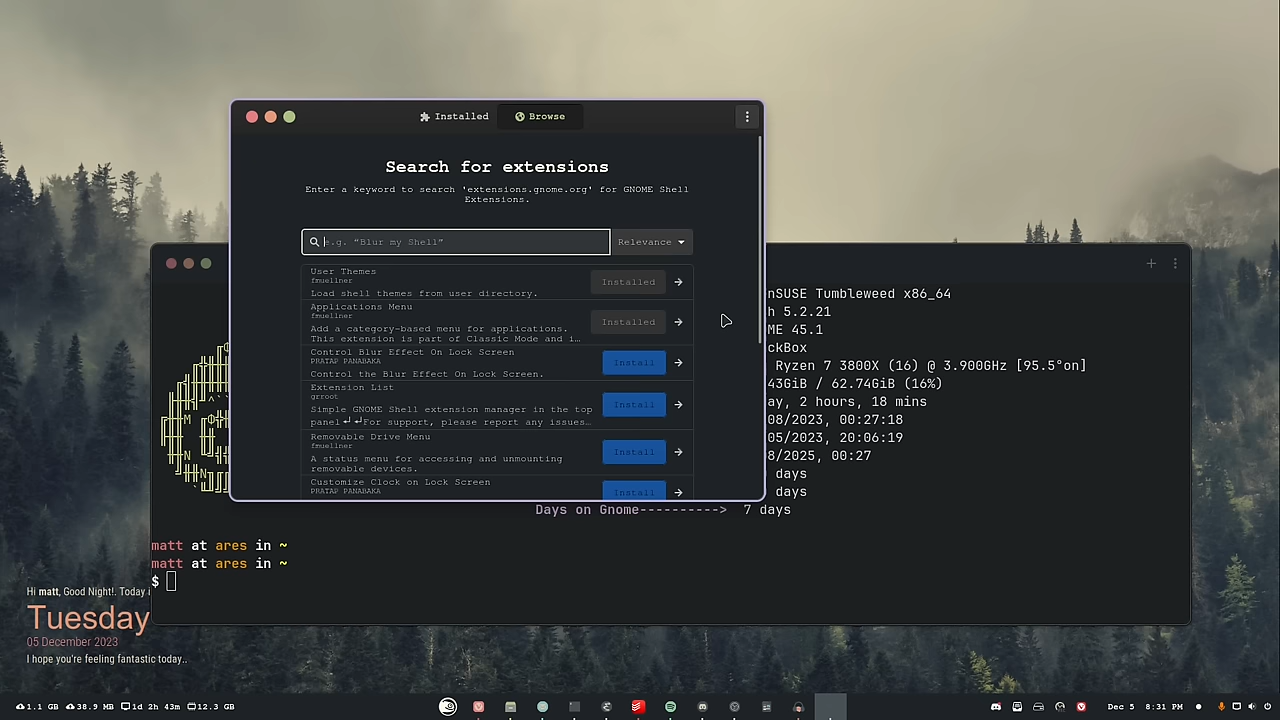 Installed
Browse
Search for extensions
Enter a keyword to search 'extensions.gnome.org' for GNOME Shell
Extensions.
e.g. "Blur my Shell"
Relevance
User Themes
fmuellner
Load shell themes from user directory.
Installed
Applications Menu
fmuellner
Add a category-based menu for applications.
This extension is part of Classic Mode and i…
Installed
Control Blur Effect On Lock Screen
PRATAP PANABAKA
Control the Blur Effect On Lock Screen.
Install
Extension List
grroot
Simple GNOME Shell extension manager in the top
panel↵ ↵For support, please report any issues…
Install
Removable Drive Menu
fmuellner
A status menu for accessing and unmounting
removable devices.
Install
Customize Clock on Lock Screen
PRATAP PANABAKA
Install
nSUSE Tumbleweed x86_64
h 5.2.21
ME 45.1
ckBox
Ryzen 7 3800X (16) @ 3.900GHz [95.5°on]
43GiB / 62.74GiB (16%)
ay, 2 hours, 18 mins
08/2023, 00:27:18
05/2023, 20:06:19
8/2025, 00:27
days
days
Days on Gnome----------> 7 days
matt at ares in ~
matt at ares in ~
$
Hi matt, Good Night!. Today i
Tuesday
05 December 2023
I hope you're feeling fantastic today..
1.1 GB 38.9 MB 1d 2h 43m 12.3 GB
Dec 5 8:31 PM